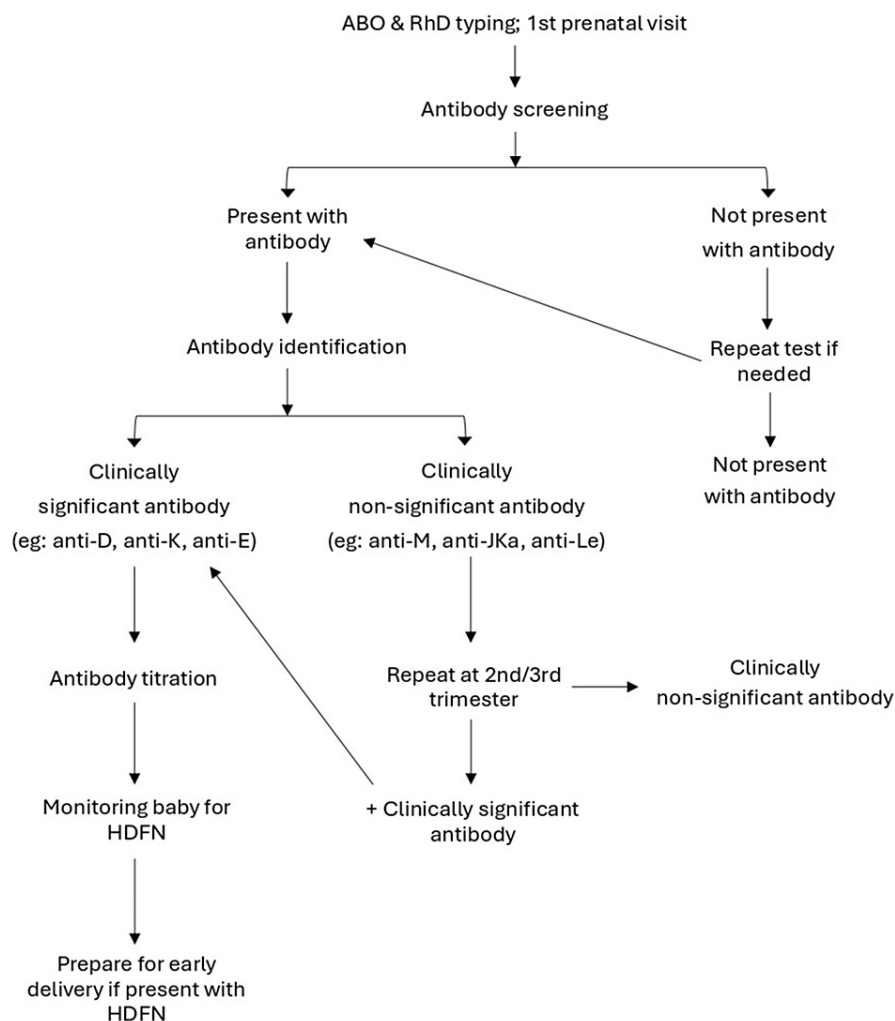 ABO & RhD typing; 1st prenatal visit
Antibody screening
Present with
antibody
Not present
with antibody
Antibody identification
Repeat test if
needed
Not present
with antibody
Clinically
significant antibody
(eg: anti-D, anti-K, anti-E)
Clinically
non-significant antibody
(eg: anti-M, anti-JKa, anti-Le)
Antibody titration
Repeat at 2nd/3rd
trimester
Clinically
non-significant antibody
Monitoring baby for
HDFN
+ Clinically significant
antibody
Prepare for early
delivery if present with
HDFN